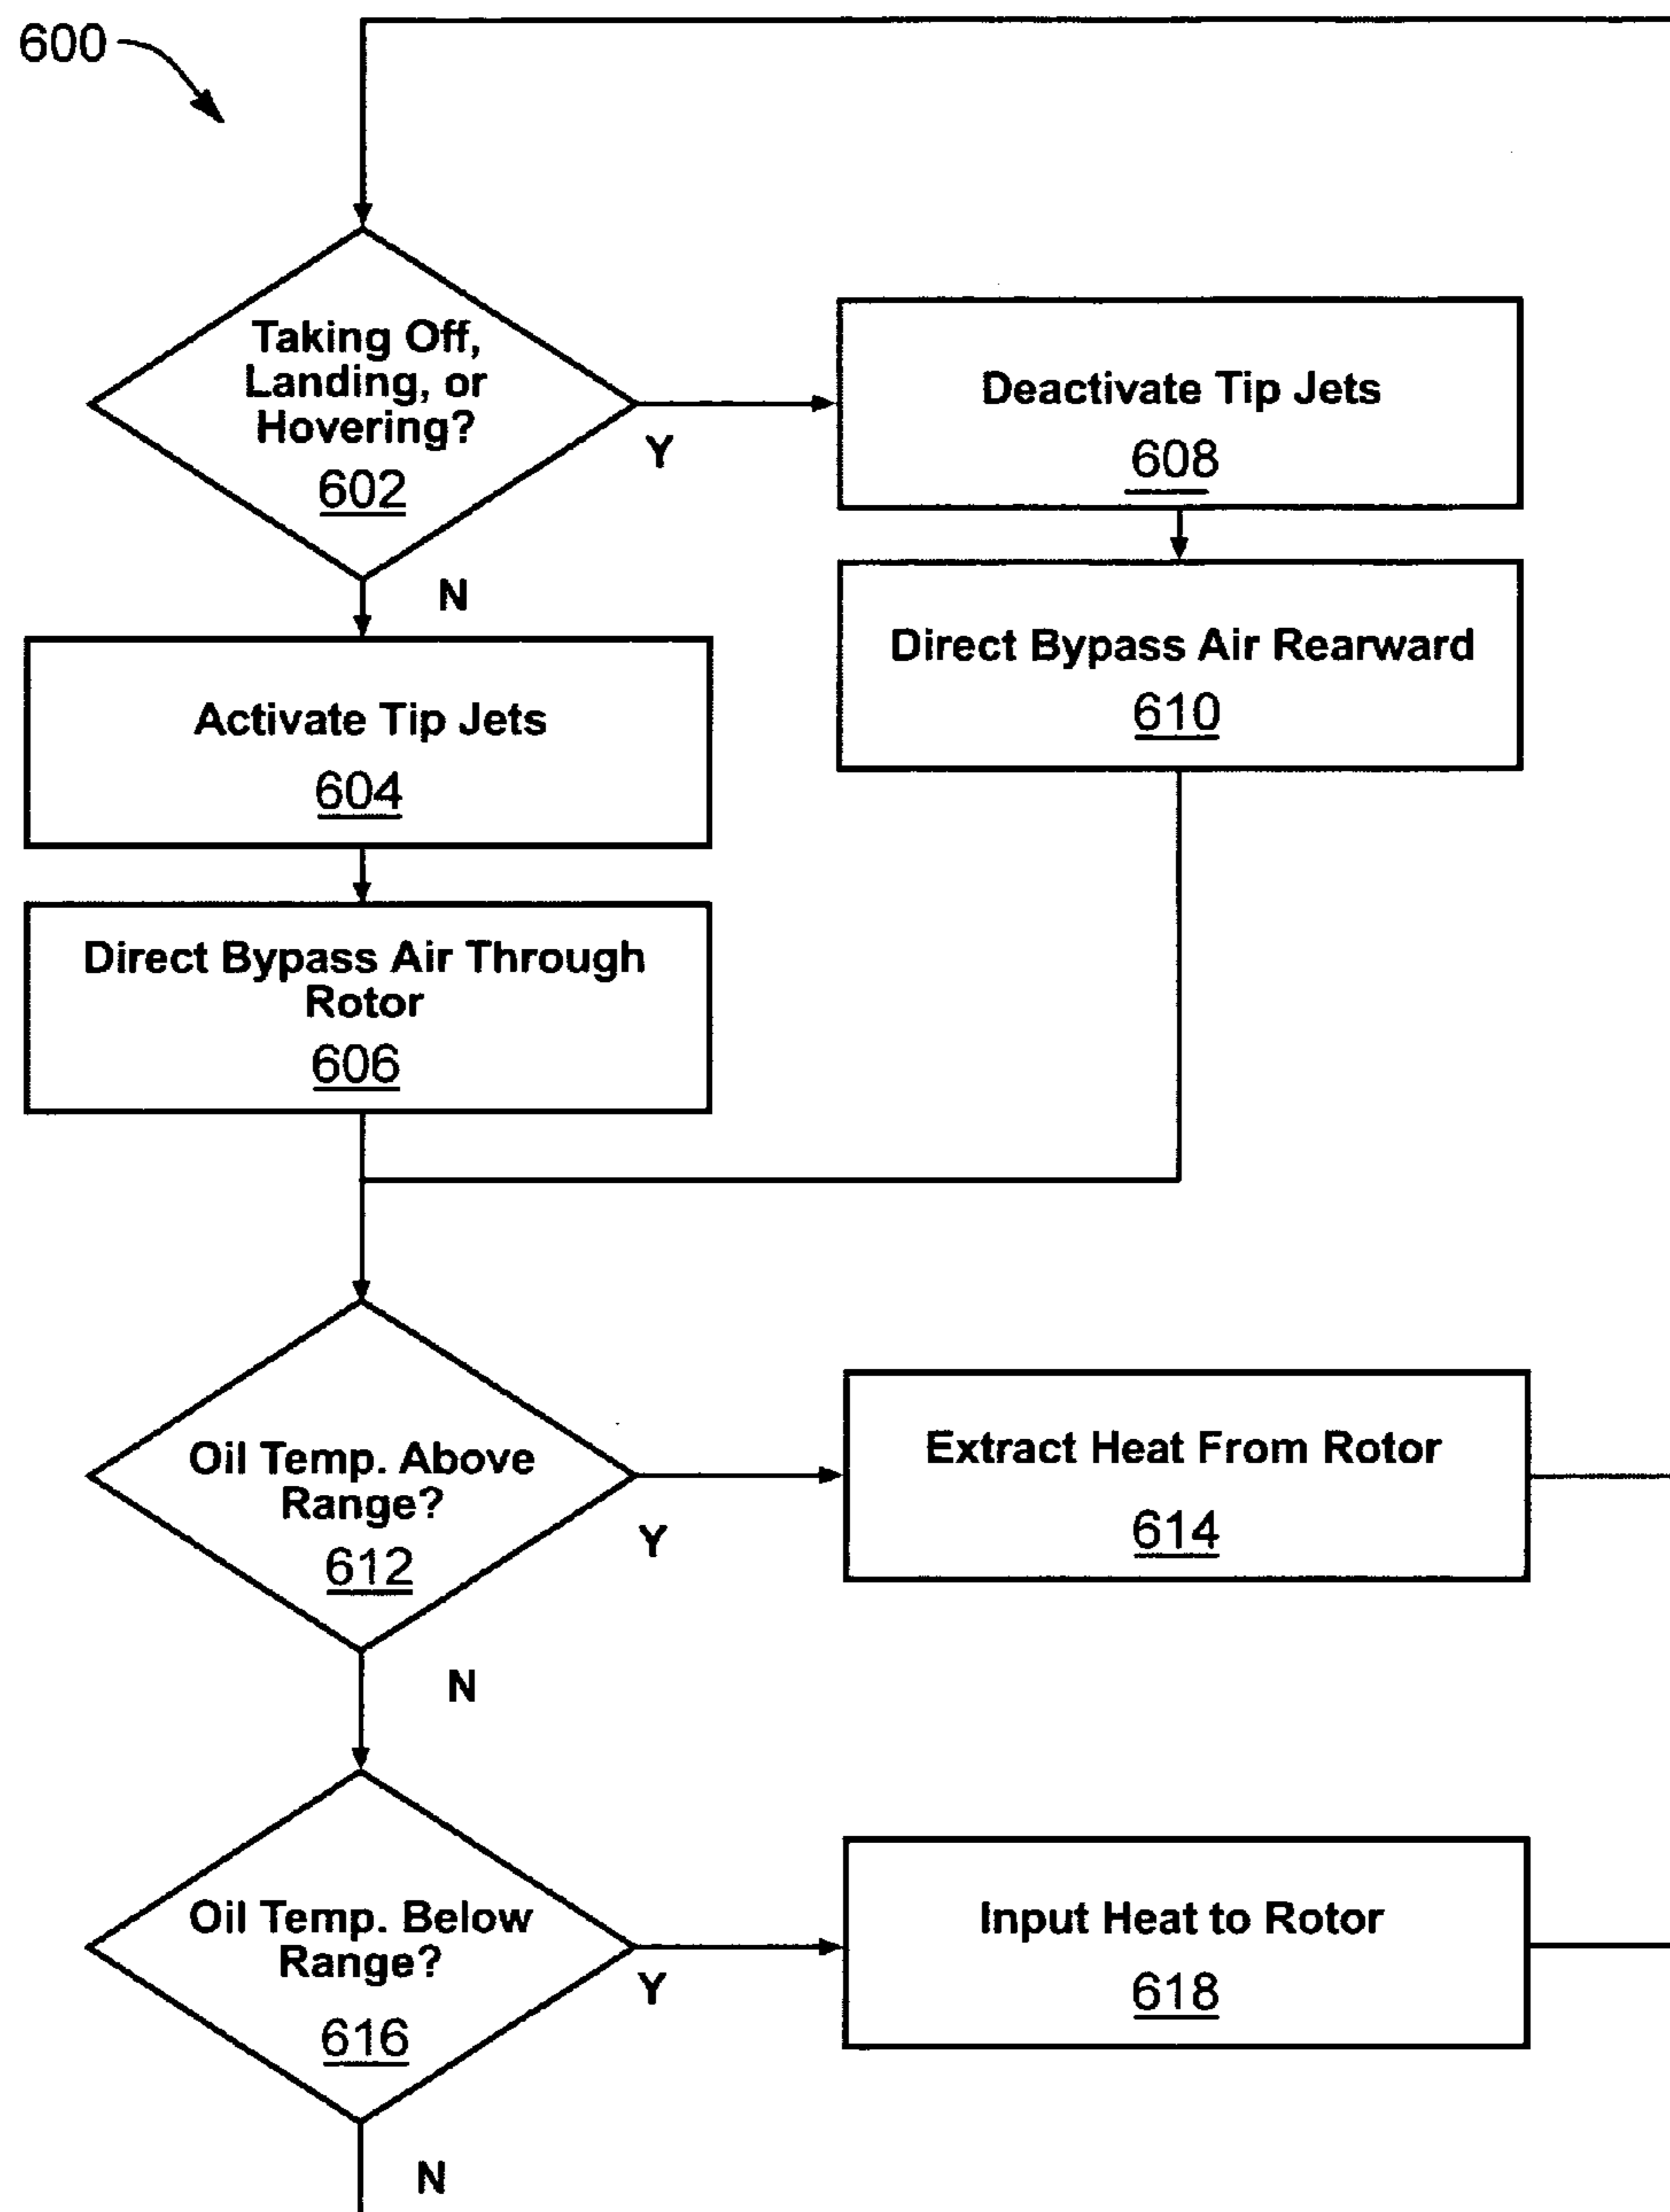 600
Taking Off,
Landing, or
Hovering?
602
Y
N
Deactivate Tip Jets
608
Direct Bypass Air Rearward
610
Activate Tip Jets
604
Direct Bypass Air Through
Rotor
606
Oil Temp. Above
Range?
612
Y
N
Extract Heat From Rotor
614
Oil Temp. Below
Range?
616
Y
N
Input Heat to Rotor
618